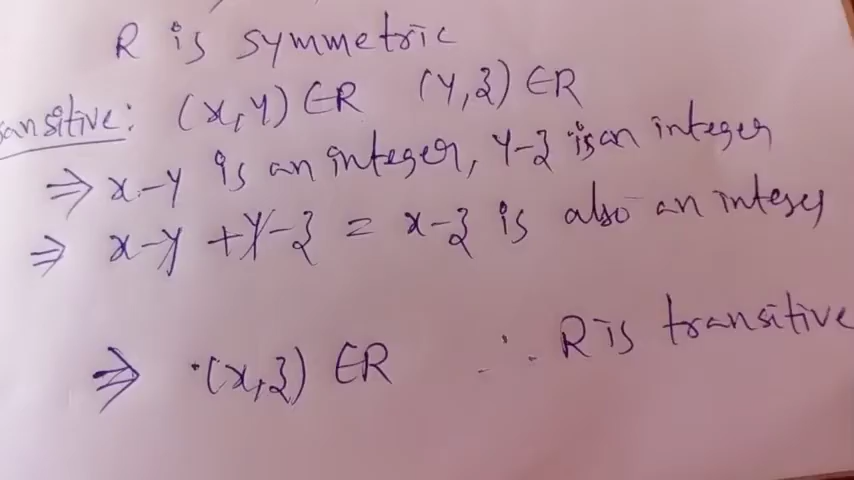 R is symmetric
ansitive: (x,y) ∈R (y,z) ∈R
⇒ x-y is an integer, y-z is an integer
⇒ x-y +y-z = x-z is also an integer
⇒ (x,z) ∈R ∴ R is transitive